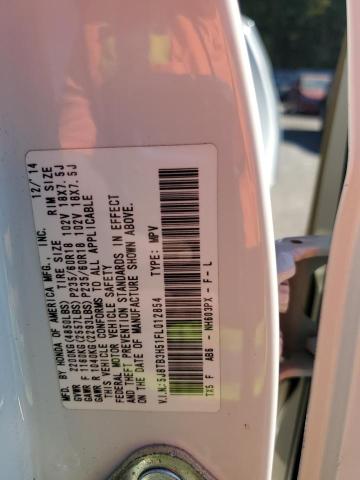 MFD. BY HONDA OF AMERICA MFG., INC. 12/'14
TIRE SIZE RIM SIZE
GVWR 2200KG(4850LBS)
GAWR F 1160KG(2557LBS) P235/60R18 102V 18X7.5J
GAWR R 1040KG(2293LBS) P235/60R18 102V 18X7.5J
THIS VEHICLE CONFORMS TO ALL APPLICABLE
FEDERAL MOTOR VEHICLE SAFETY
AND THEFT PREVENTION STANDARDS IN EFFECT
ON THE DATE OF MANUFACTURE SHOWN ABOVE.
V.I.N.: 5J8TB3H51FL012854 TYPE: MPV
TX5 F ABS - NH603PX - F - L